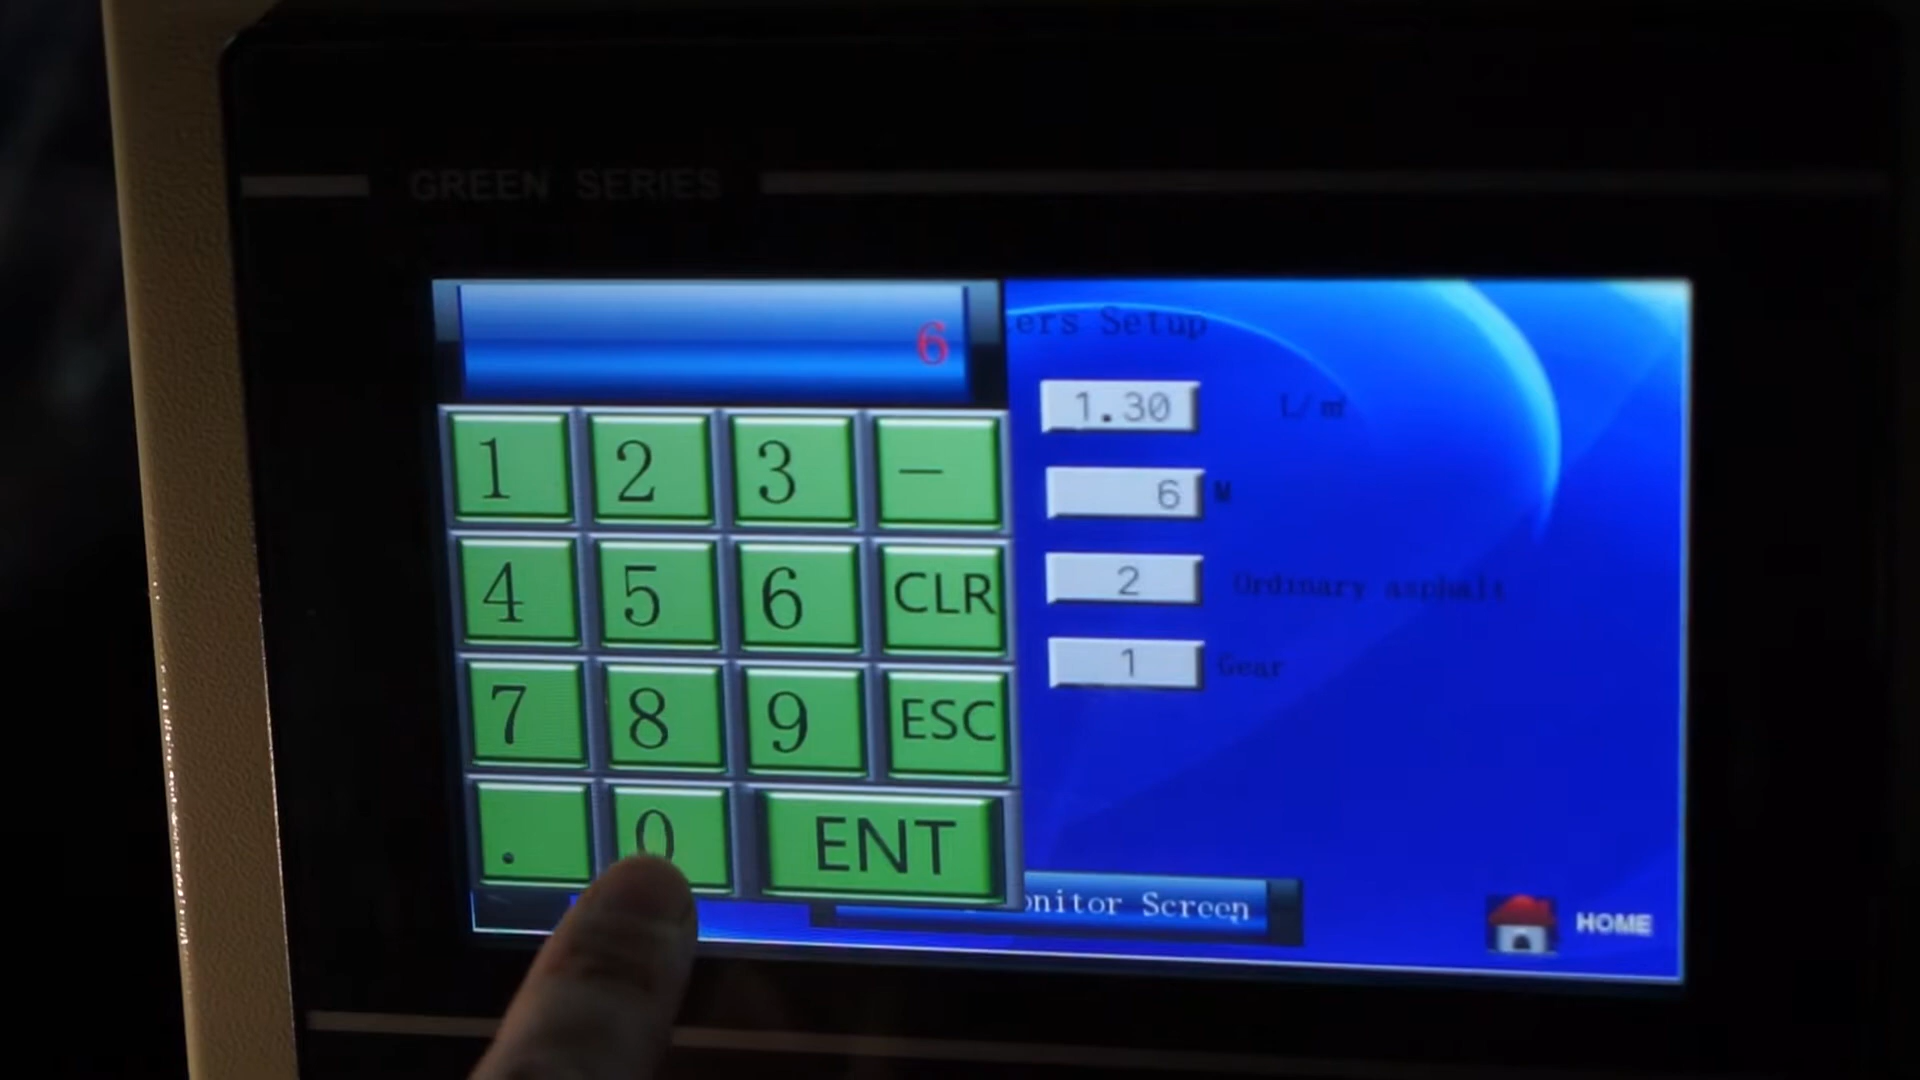 GREEN SERIES
6
ers Setup
1 2 3 -
4 5 6 CLR
7 8 9 ESC
. 0 ENT
1.30 L/㎡
6 M
2 Ordinary asphalt
1 Gear
onitor Screen
HOME